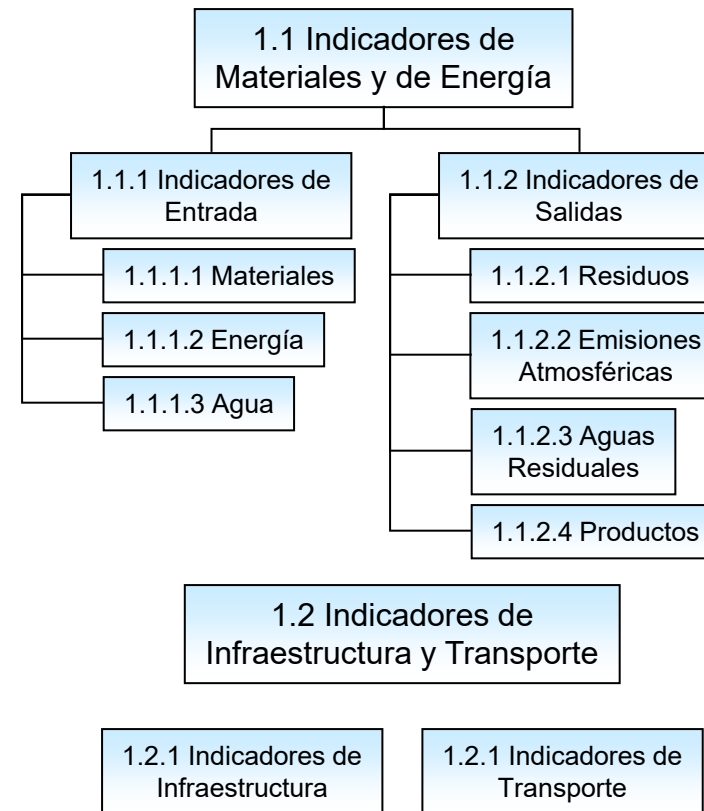 1.1 Indicadores de
Materiales y de Energía
1.1.1 Indicadores de
Entrada
1.1.1.1 Materiales
1.1.1.2 Energía
1.1.1.3 Agua
1.1.2 Indicadores de
Salidas
1.1.2.1 Residuos
1.1.2.2 Emisiones
Atmosféricas
1.1.2.3 Aguas
Residuales
1.1.2.4 Productos
1.2 Indicadores de
Infraestructura y Transporte
1.2.1 Indicadores de
Infraestructura
1.2.1 Indicadores de
Transporte